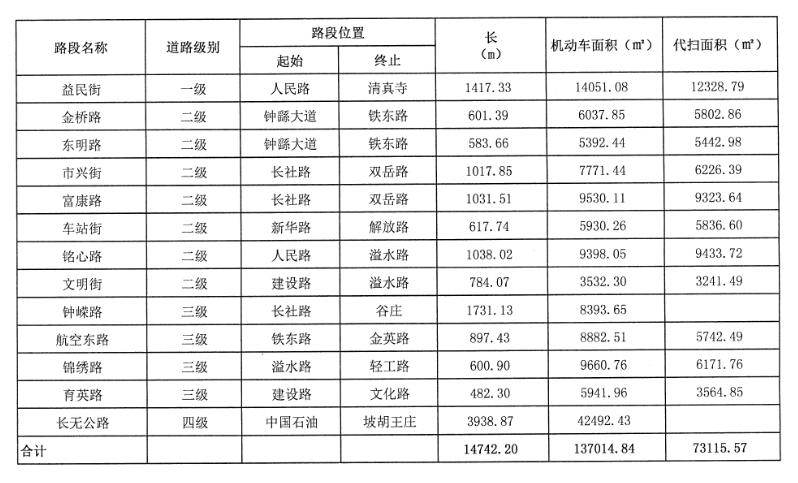 路段名称 道路级别 路段位置 长（m） 机动车面积（㎡） 代扫面积（㎡）
起始 终止
益民街 一级 人民路 清真寺 1417.33 14051.08 12328.79
金桥路 二级 钟繇大道 铁东路 601.39 6037.85 5802.86
东明路 二级 钟繇大道 铁东路 583.66 5392.44 5442.98
市兴街 二级 长社路 双岳路 1017.85 7771.44 6226.39
富康路 二级 长社路 双岳路 1031.51 9530.11 9323.64
车站街 二级 新华路 解放路 617.74 5930.26 5836.60
铭心路 二级 人民路 溢水路 1038.02 9398.05 9433.72
文明街 二级 建设路 溢水路 784.07 3532.30 3241.49
钟嵘路 三级 长社路 谷庄 1731.13 8393.65
航空东路 三级 铁东路 金英路 897.43 8882.51 5742.49
锦绣路 三级 溢水路 轻工路 600.90 9660.76 6171.76
育英路 三级 建设路 文化路 482.30 5941.96 3564.85
长无公路 四级 中国石油 坡胡王庄 3938.87 42492.43
合计 14742.20 137014.84 73115.57